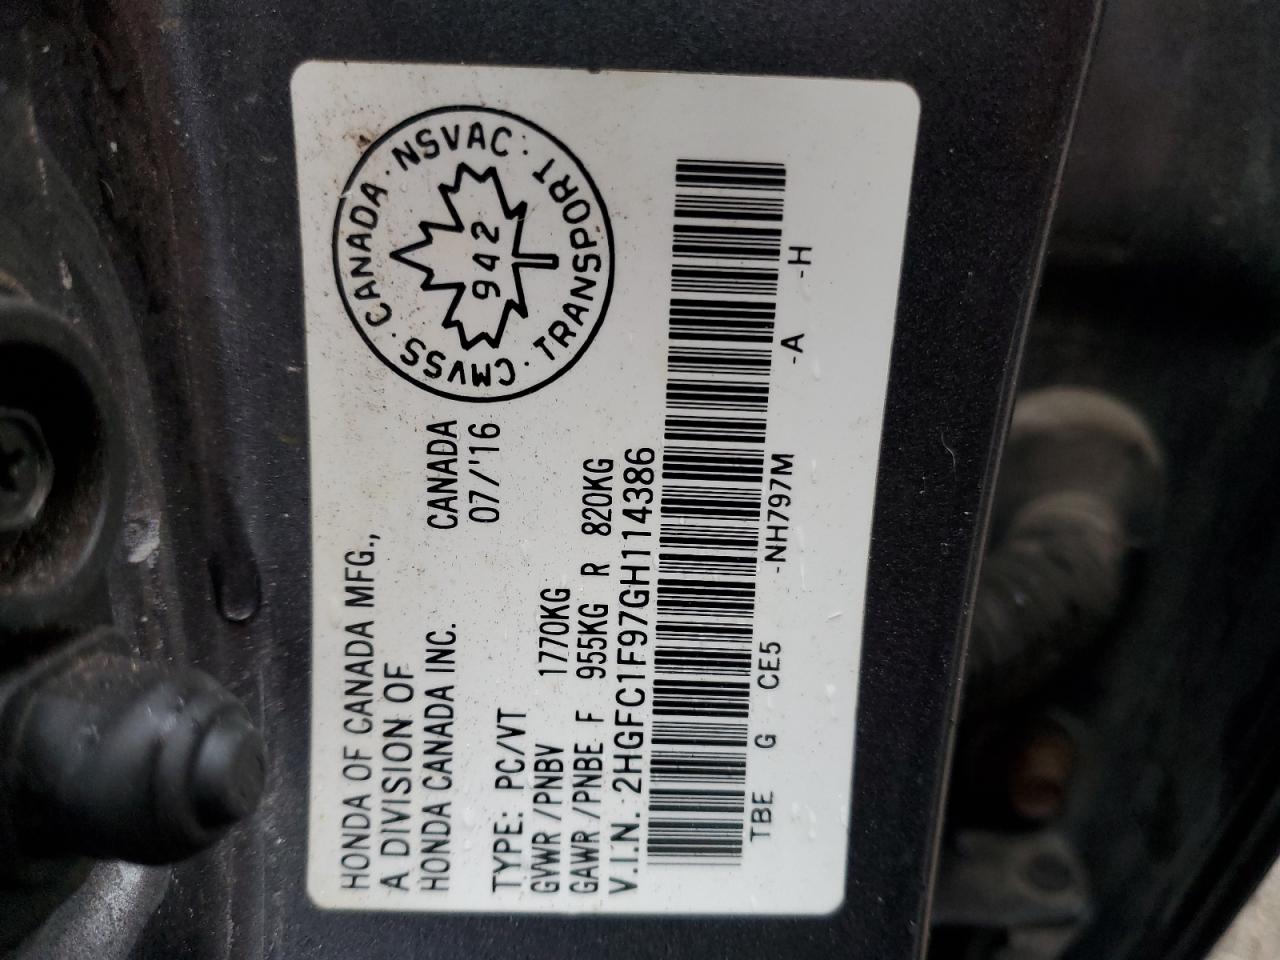 HONDA OF CANADA MFG.,
A DIVISION OF
HONDA CANADA INC. CANADA
07/'16
TYPE: PC/VT
GVWR/PNBV 1770KG
GAWR/PNBE F 955KG R 820KG
V.I.N.:2HGFC1F97GH114386
TBE G CE5 -NH797M -A -H
CMVSS · CANADA · NSVAC · TRANSPORT ·
942